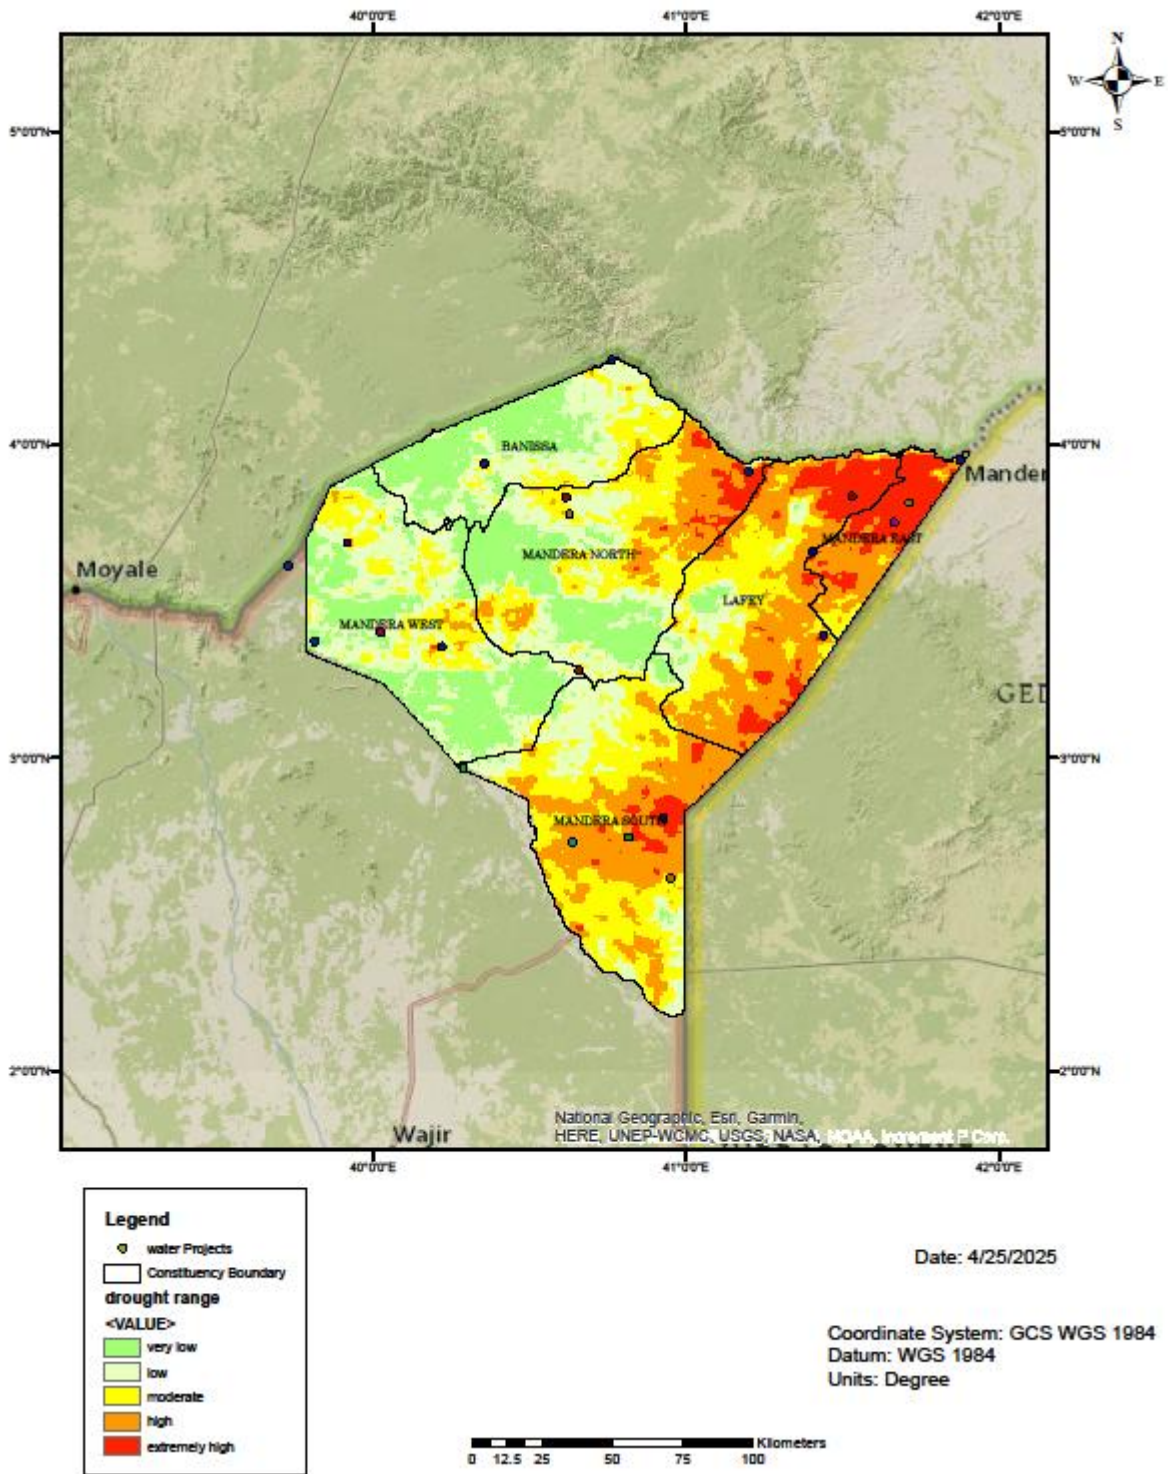 40°0'0"E 41°0'0"E 42°0'0"E
N
W E
S
5°0'0"N 5°0'0"N
4°0'0"N 4°0'0"N
BANISSA
Mander
MANDERA EAST
MANDERA NORTH
Moyale
LAFEY
MANDERA WEST
GED
3°0'0"N 3°0'0"N
MANDERA SOUTH
2°0'0"N 2°0'0"N
National Geographic, Esri, Garmin,
HERE, UNEP-WCMC, USGS, NASA, NOAA, Increment P Corp.
Wajir
40°0'0"E 41°0'0"E 42°0'0"E
Legend
water Projects
Constituency Boundary
drought range
<VALUE>
very low
low
moderate
high
extremely high
Date: 4/25/2025
Coordinate System: GCS WGS 1984
Datum: WGS 1984
Units: Degree
Kilometers
0 12.5 25 50 75 100